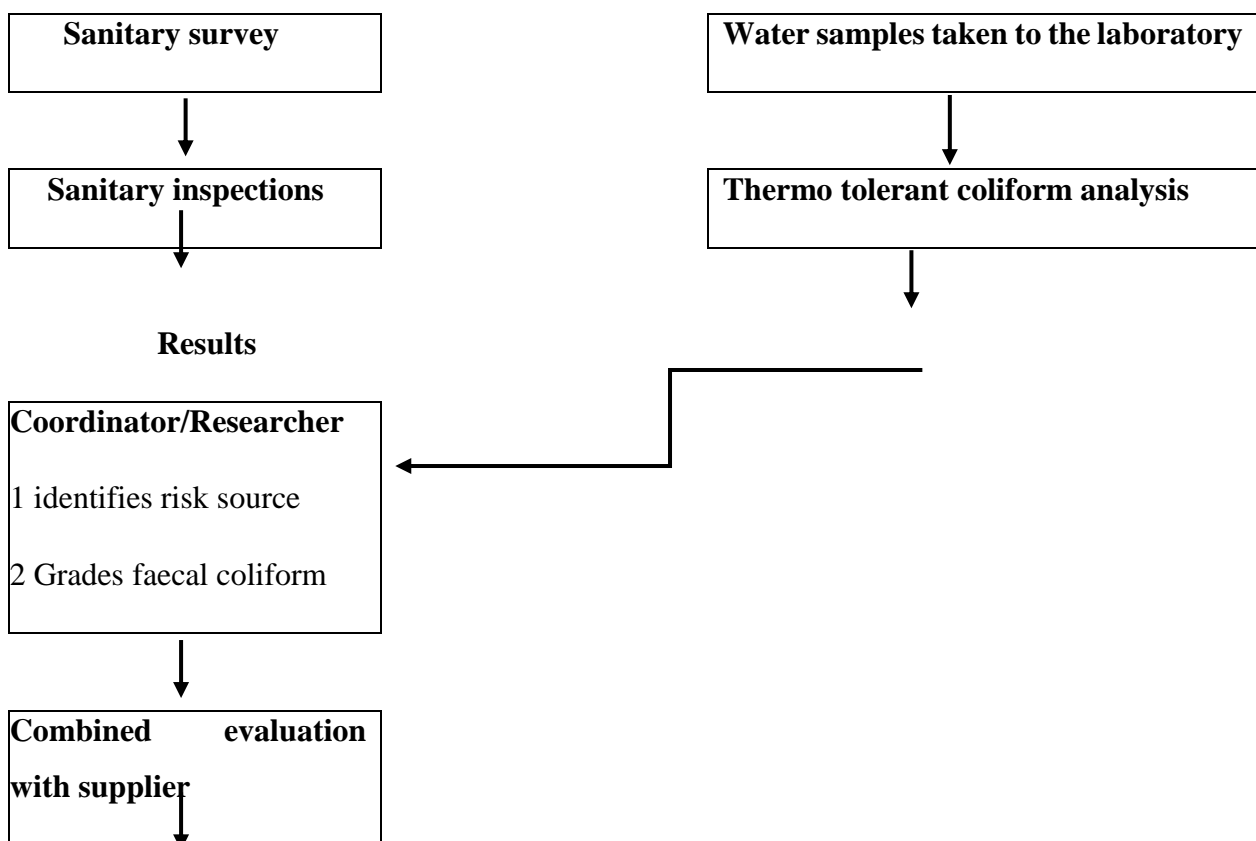 Sanitary survey
Water samples taken to the laboratory
Sanitary inspections
Thermo tolerant coliform analysis
Results
Coordinator/Researcher
1 identifies risk source
2 Grades faecal coliform
Combined evaluation
with supplier